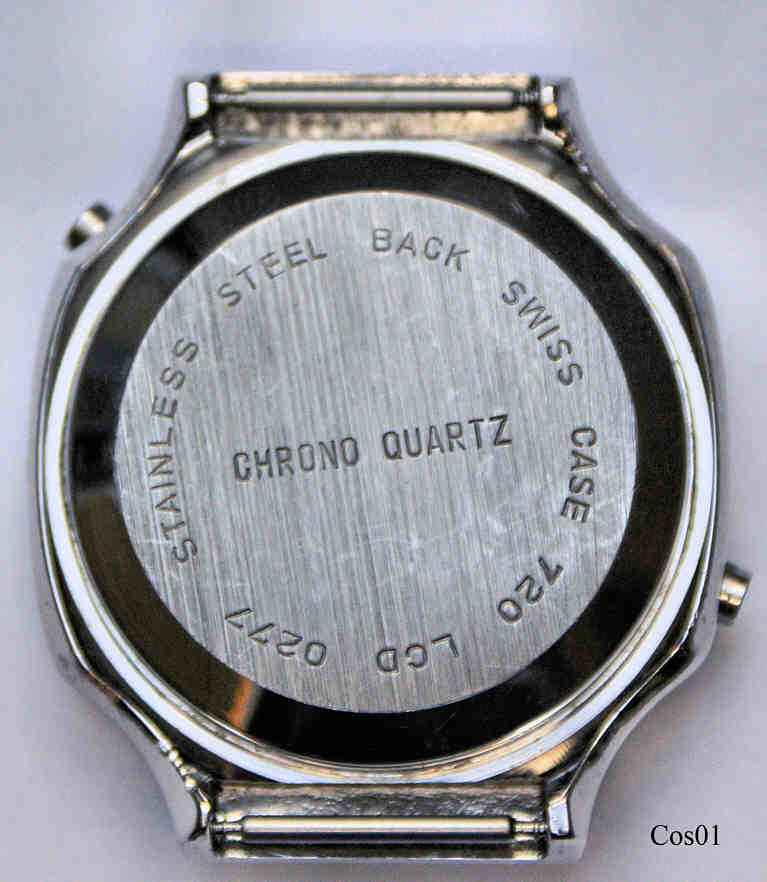 STAINLESS STEEL BACK SWISS CASE 720 LCD 0277
CHRONO QUARTZ
Cos01